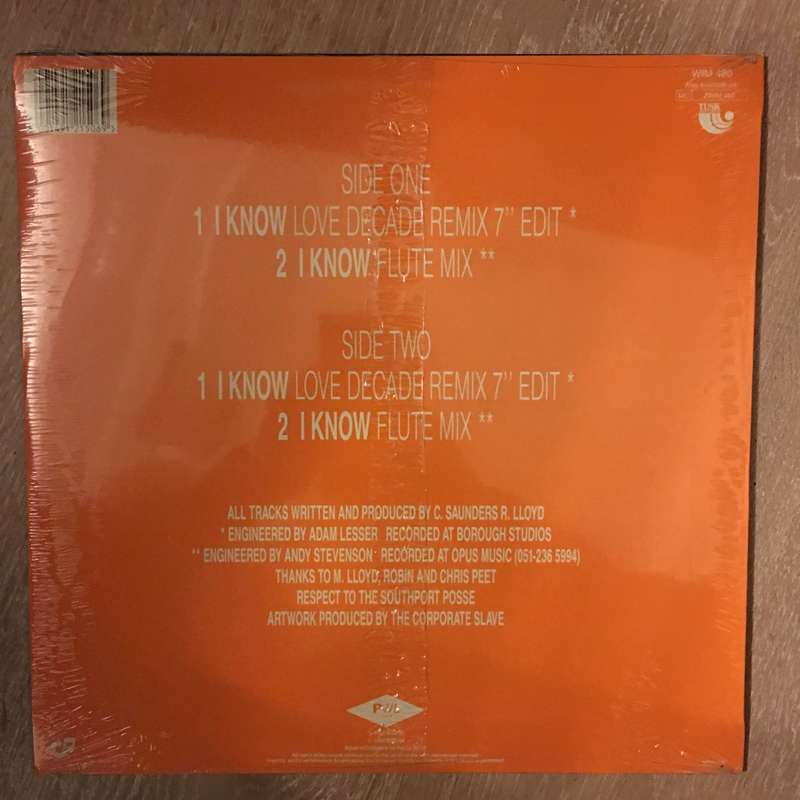 TUSK
SIDE ONE
1 I KNOW LOVE DECADE REMIX 7'' EDIT *
2 I KNOW FLUTE MIX **
SIDE TWO
1 I KNOW LOVE DECADE REMIX 7'' EDIT *
2 I KNOW FLUTE MIX **
ALL TRACKS WRITTEN AND PRODUCED BY C. SAUNDERS R. LLOYD
* ENGINEERED BY ADAM LESSER RECORDED AT BOROUGH STUDIOS
** ENGINEERED BY ANDY STEVENSON RECORDED AT OPUS MUSIC (051-236 5994)
THANKS TO M. LLOYD, ROBIN AND CHRIS PEET
RESPECT TO THE SOUTHPORT POSSE
ARTWORK PRODUCED BY THE CORPORATE SLAVE